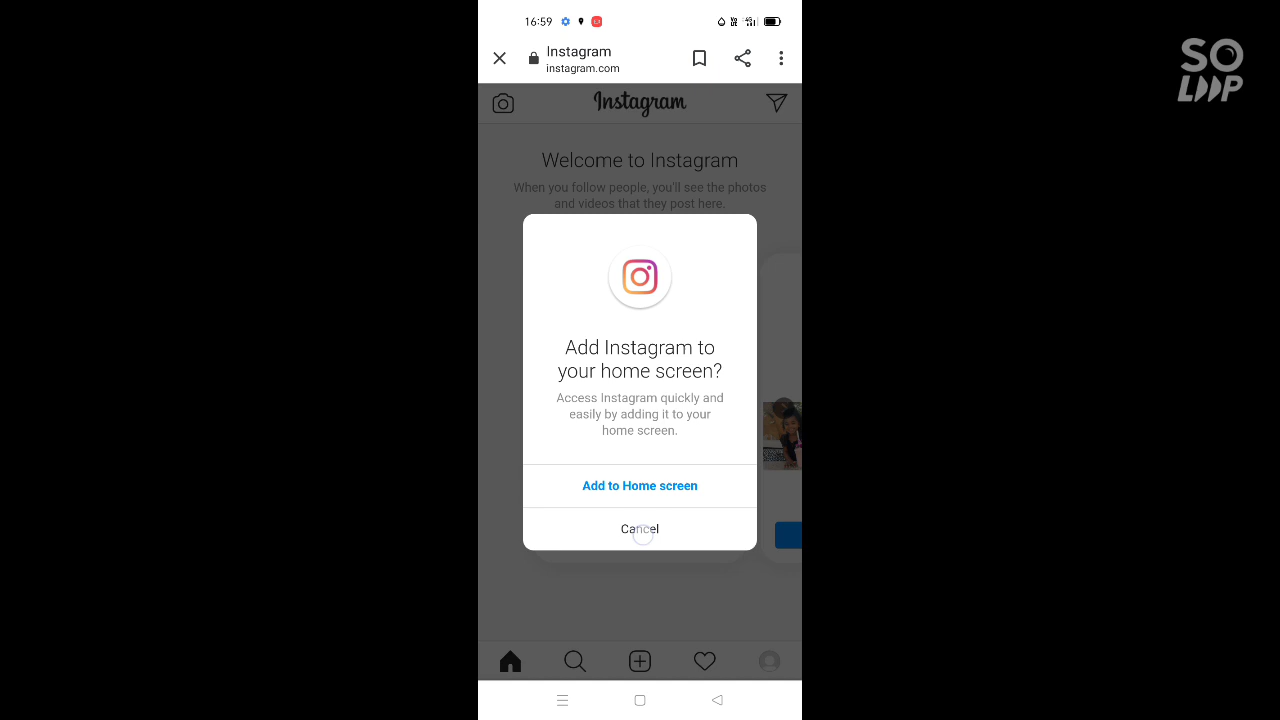 16:59
SO
LOOP
Instagram
instagram.com
Instagram
Welcome to Instagram
When you follow people, you'll see the photos
and videos that they post here.
Add Instagram to
your home screen?
Access Instagram quickly and
easily by adding it to your
home screen.
Add to Home screen
Cancel